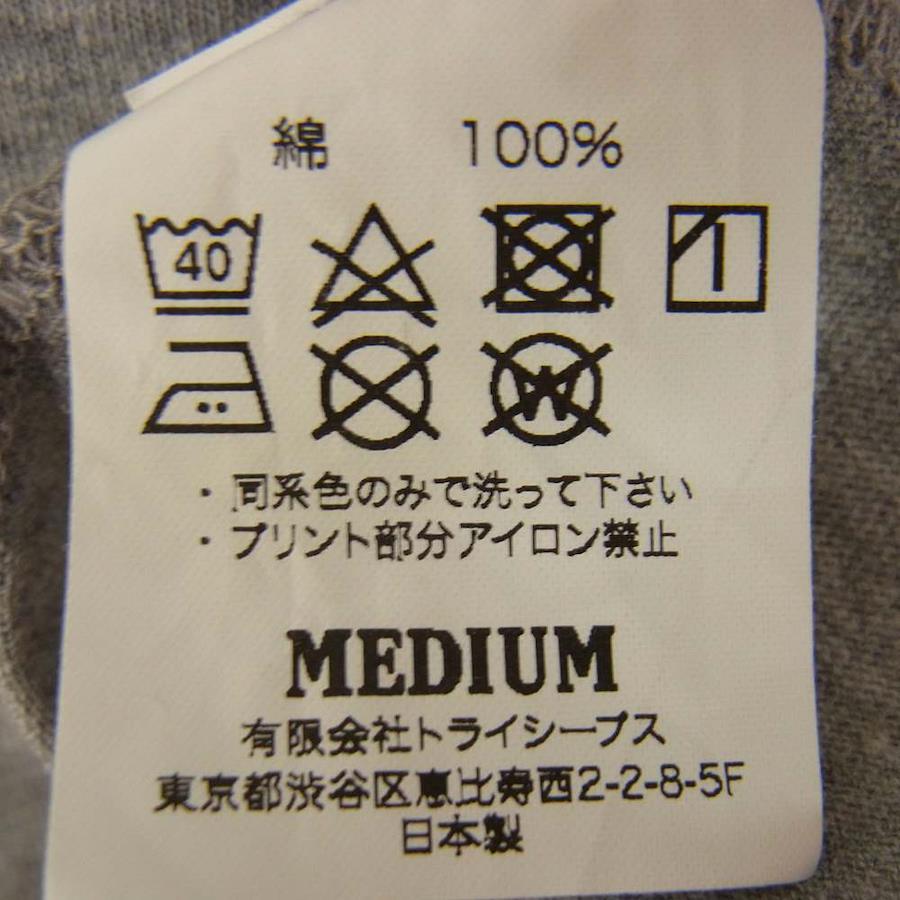 綿 100%
40
W
・同系色のみで洗って下さい
・プリント部分アイロン禁止
MEDIUM
有限会社トライシープス
東京都渋谷区恵比寿西2-2-8-5F
日本製